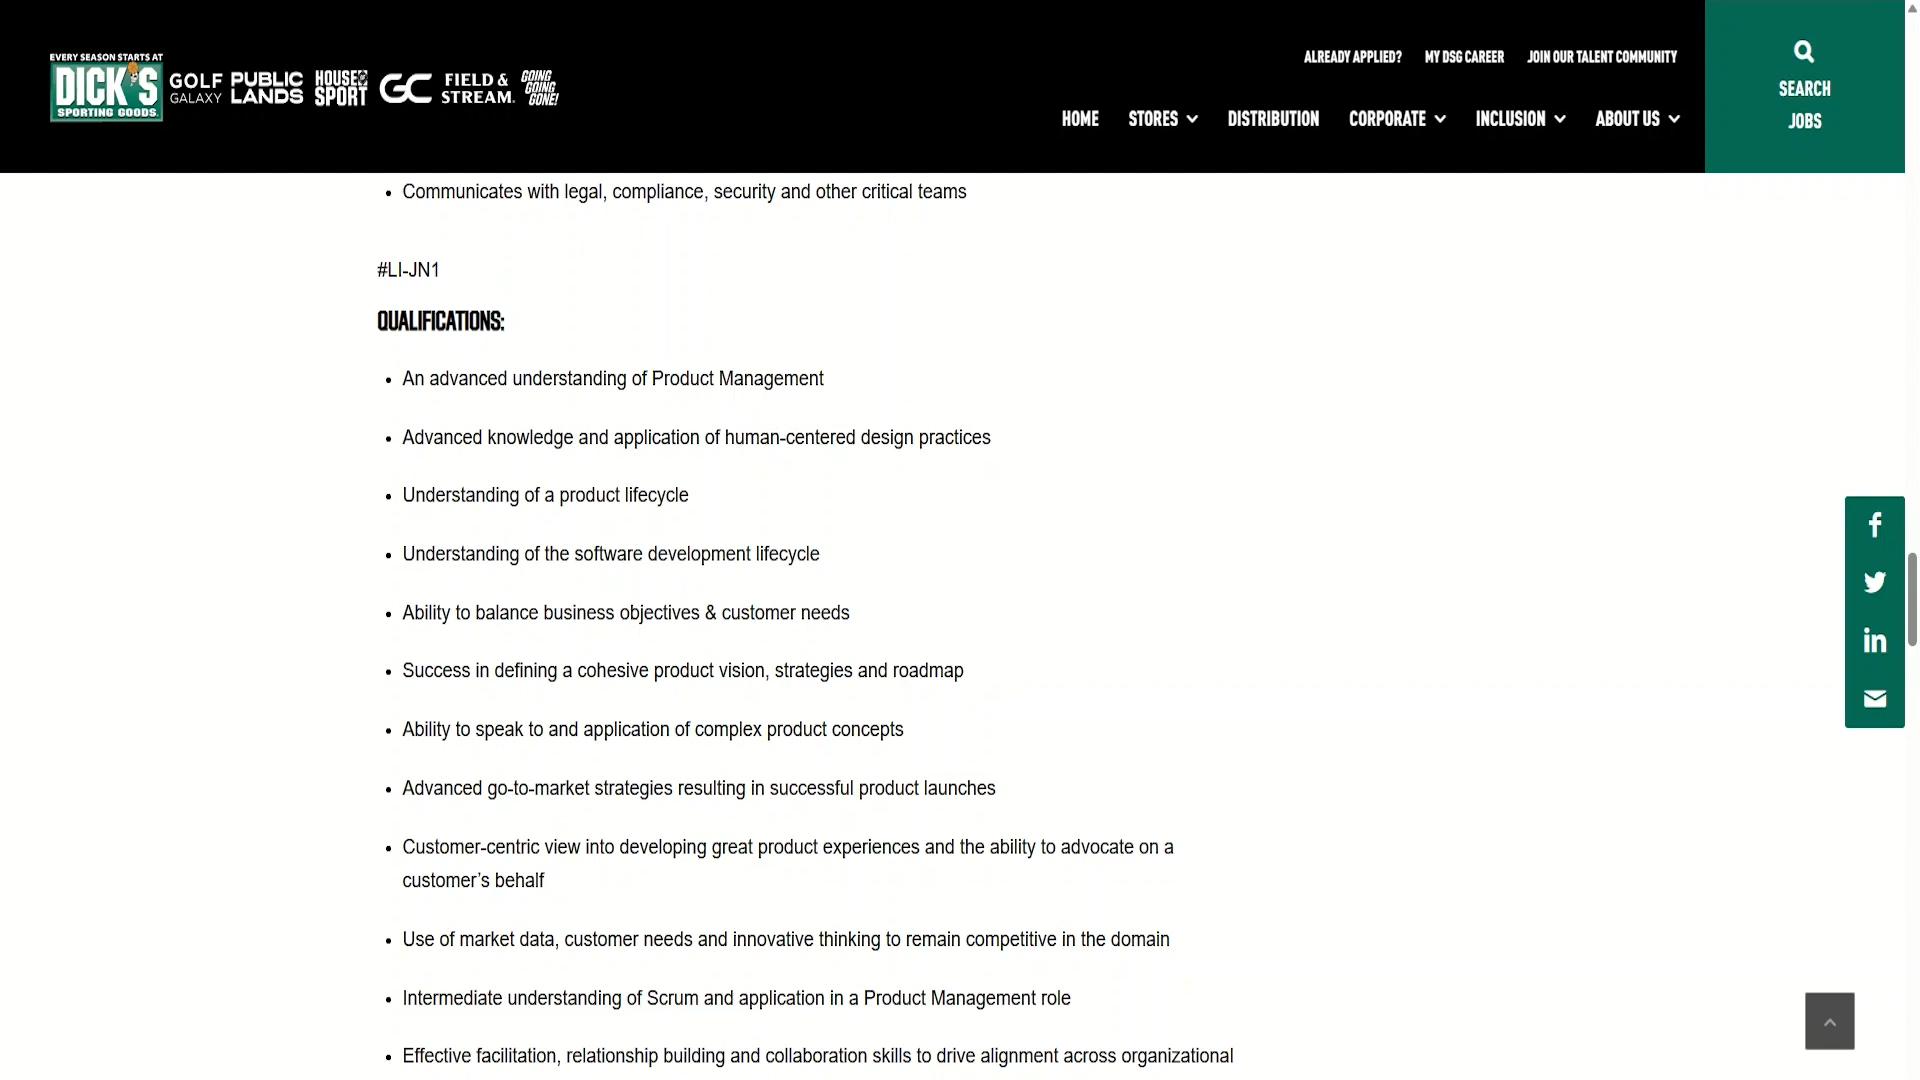 EVERY SEASON STARTS AT
DICK'S
SPORTING GOODS.
GOLF
GALAXY
PUBLIC
LANDS
HOUSE OF
SPORT
GC
FIELD &
STREAM.
GOING
GOING
GONE!
ALREADY APPLIED?
MY DSG CAREER
JOIN OUR TALENT COMMUNITY
HOME
STORES
DISTRIBUTION
CORPORATE
INCLUSION
ABOUT US
SEARCH
JOBS
• Communicates with legal, compliance, security and other critical teams
#LI-JN1
QUALIFICATIONS:
• An advanced understanding of Product Management
• Advanced knowledge and application of human-centered design practices
• Understanding of a product lifecycle
• Understanding of the software development lifecycle
• Ability to balance business objectives & customer needs
• Success in defining a cohesive product vision, strategies and roadmap
• Ability to speak to and application of complex product concepts
• Advanced go-to-market strategies resulting in successful product launches
• Customer-centric view into developing great product experiences and the ability to advocate on a
customer’s behalf
• Use of market data, customer needs and innovative thinking to remain competitive in the domain
• Intermediate understanding of Scrum and application in a Product Management role
• Effective facilitation, relationship building and collaboration skills to drive alignment across organizational